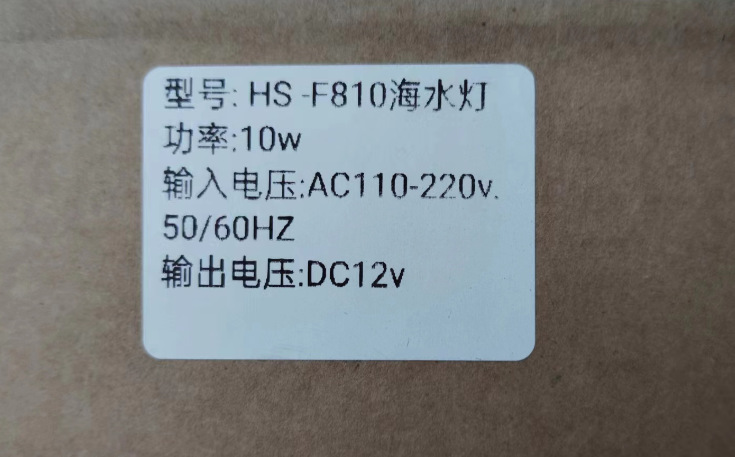 型号: HS -F810海水灯
功率:10w
输入电压:AC110-220v.
50/60HZ
输出电压:DC12v